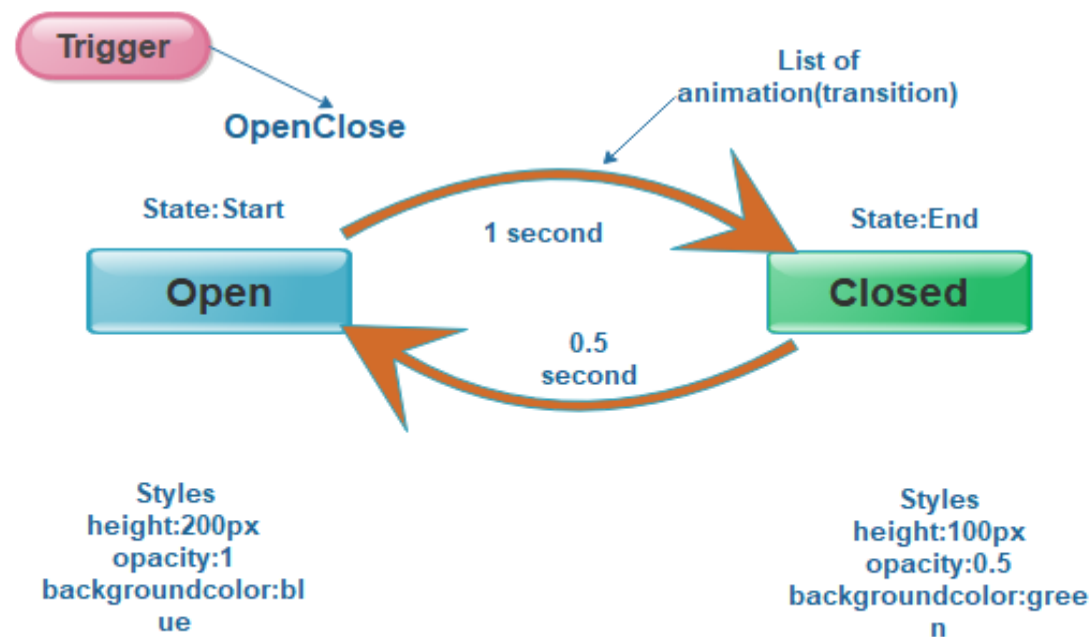 Trigger
OpenClose
List of
animation(transition)
State:Start
1 second
State:End
Open
Closed
0.5
second
Styles
height:200px
opacity:1
backgroundcolor:bl
ue
Styles
height:100px
opacity:0.5
backgroundcolor:gree
n